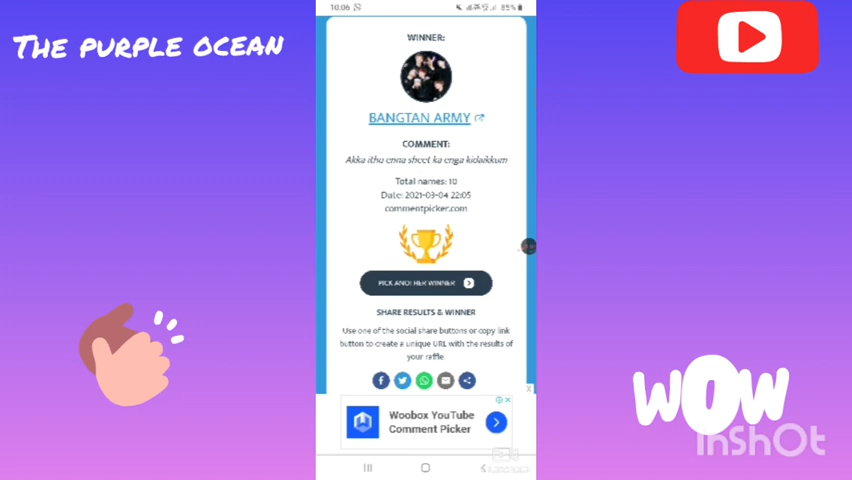 THE PURPLE OCEAN
10:06
85%
WINNER:
BANGTAN ARMY
COMMENT:
Akka ithu enna sheet ka enga kidaikkum
Total names: 10
Date: 2021-03-04 22:05
commentpicker.com
PICK ANOTHER WINNER
SHARE RESULTS & WINNER
Use one of the social share buttons or copy link
button to create a unique URL with the results of
your raffle.
Woobox YouTube
Comment Picker
WOW
InShOt